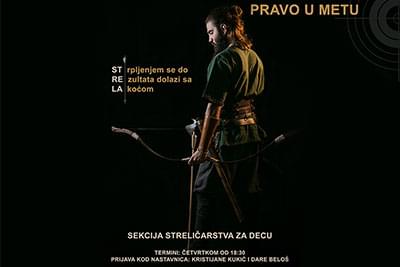 PRAVO U METU
ST rpljenjem se do
RE zultata dolazi sa
LA koćom
SEKCIJA STRELIČARSTVA ZA DECU
TERMINI: ČETVRTKOM OD 18:30
PRIJAVA KOD NASTAVNICA: KRISTIJANE KUKIĆ I DARE BELOŠ